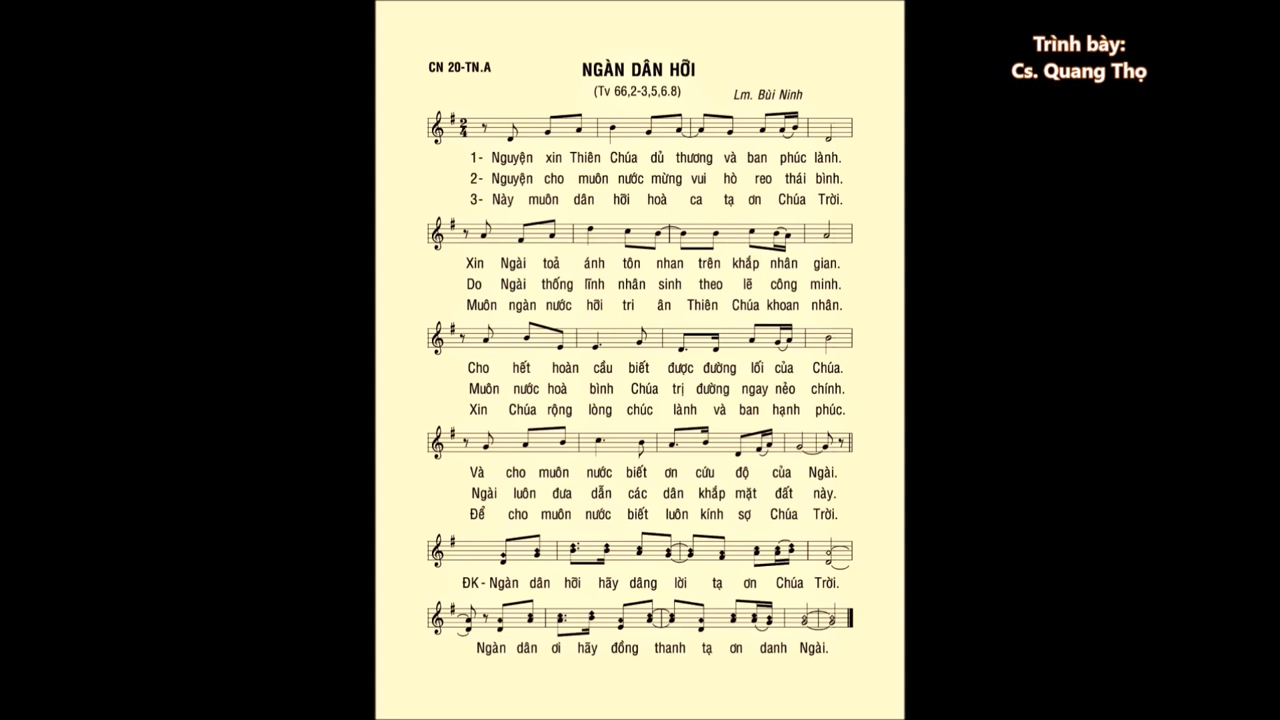 Trình bày:
Cs. Quang Thọ
CN 20-TN.A
NGÀN DÂN HỠI
(Tv 66,2-3,5,6.8)
Lm. Bùi Ninh
2
4
1- Nguyện xin Thiên Chúa dủ thương và ban phúc lành.
2- Nguyện cho muôn nước mừng vui hò reo thái bình.
3- Này muôn dân hỡi hoà ca tạ ơn Chúa Trời.
Xin Ngài toả ánh tôn nhan trên khắp nhân gian.
Do Ngài thống lĩnh nhân sinh theo lẽ công minh.
Muôn ngàn nước hỡi tri ân Thiên Chúa khoan nhân.
Cho hết hoàn cầu biết được đường lối của Chúa.
Muôn nước hoà bình Chúa trị đường ngay nẻo chính.
Xin Chúa rộng lòng chúc lành và ban hạnh phúc.
Và cho muôn nước biết ơn cứu độ của Ngài.
Ngài luôn đưa dẫn các dân khắp mặt đất này.
Để cho muôn nước biết luôn kính sợ Chúa Trời.
ĐK- Ngàn dân hỡi hãy dâng lời tạ ơn Chúa Trời.
Ngàn dân ơi hãy đồng thanh tạ ơn danh Ngài.